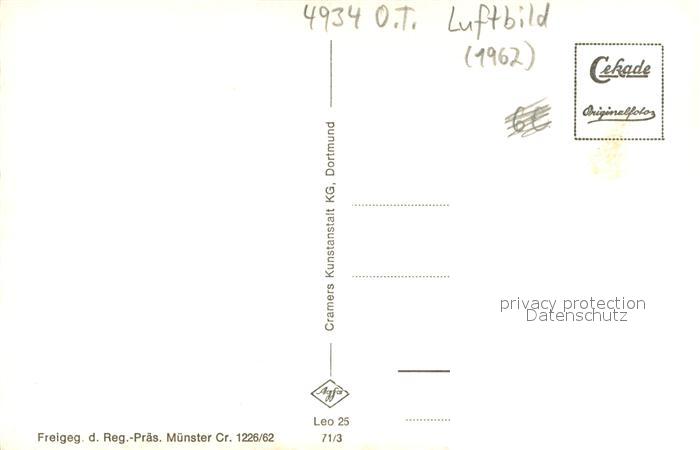 4934 O.T. Luftbild
(1962)
6€
Cekade
Originalfoto
Cramers Kunstanstalt KG, Dortmund
privacy protection
Datenschutz
Agfa
Leo 25
71/3
Freigeg. d. Reg.-Präs. Münster Cr. 1226/62